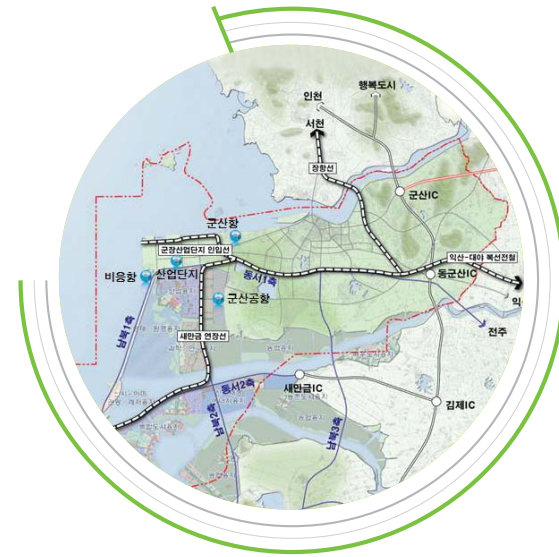 행복도시
인천
서천
장항선
군산IC
군산항
군장산업단지 인입선
익산-대야 복선전철
비응항
산업단지
동서1축
동군산IC
군산공항
전주
남북1축
새만금 연장선
동서2축
새만금IC
김제IC
남북2축
남북3축